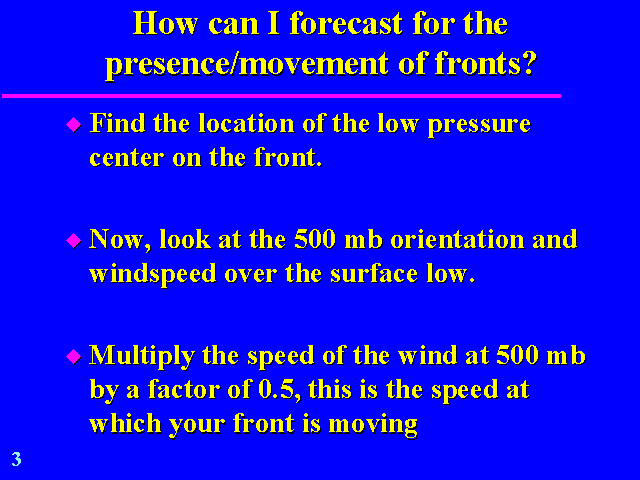 How can I forecast for the
presence/movement of fronts?
Find the location of the low pressure
center on the front.
Now, look at the 500 mb orientation and
windspeed over the surface low.
Multiply the speed of the wind at 500 mb
by a factor of 0.5, this is the speed at
which your front is moving
3